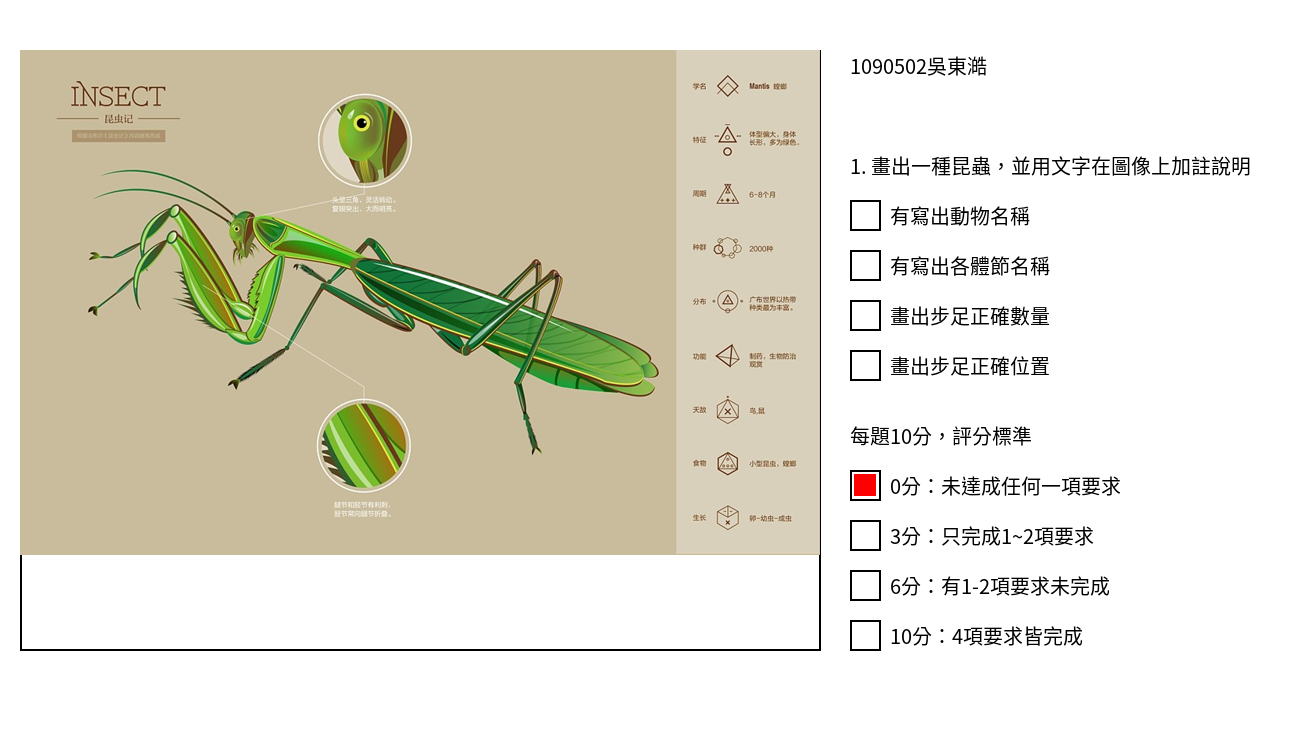 INSECT
昆虫记
头呈三角，灵活转动。
复眼突出，大而明亮。
腿节和胫节有利刺，
胫节常向腿节折叠。
学名 Mantis 螳螂
特征 体型偏大，身体
长形，多为绿色。
周期 6-8个月
种群 2000种
分布 广布世界以热带
种类最为丰富。
功能 制药，生物防治
观赏
天敌 鸟,鼠
食物 小型昆虫，螳螂
生长 卵-幼虫-成虫
1090502吳東澔
1. 畫出一種昆蟲，並用文字在圖像上加註說明
有寫出動物名稱
有寫出各體節名稱
畫出步足正確數量
畫出步足正確位置
每題10分，評分標準
0分：未達成任何一項要求
3分：只完成1~2項要求
6分：有1-2項要求未完成
10分：4項要求皆完成